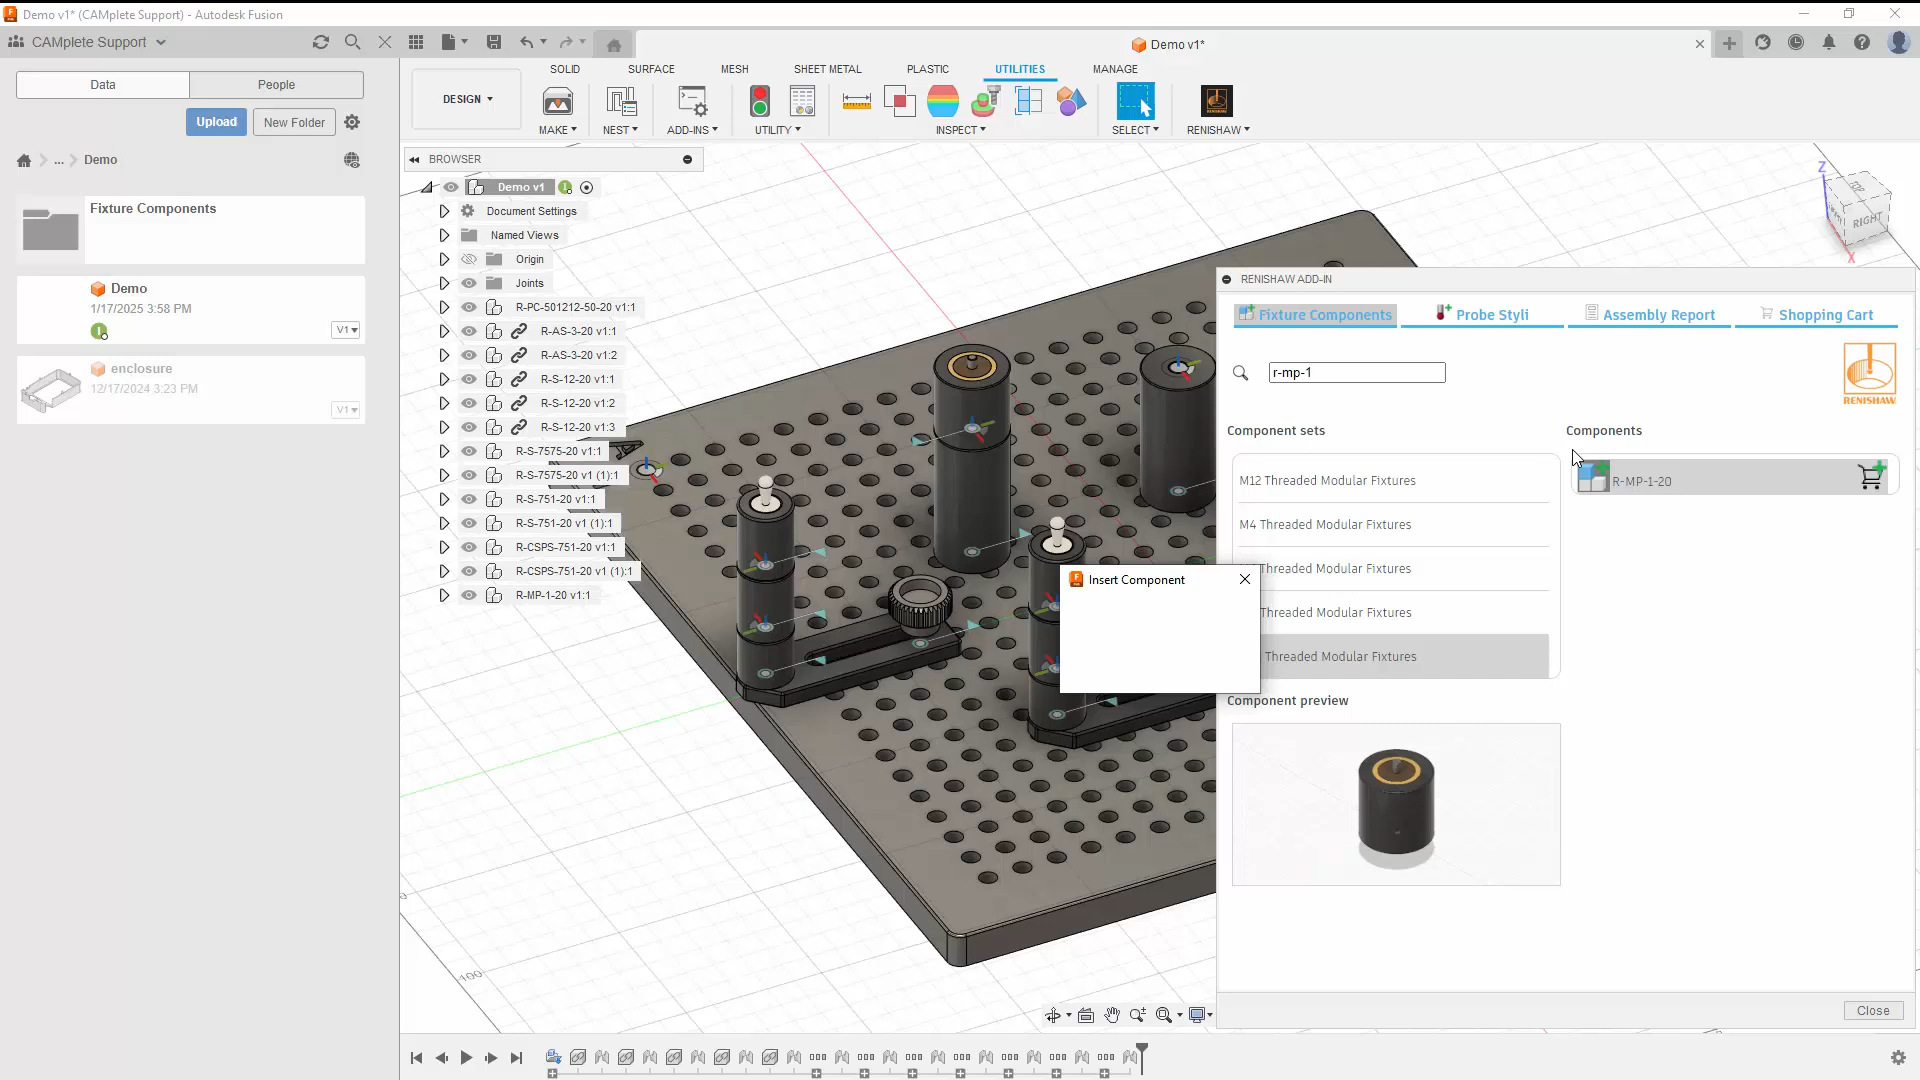 Demo v1* (CAMplete Support) - Autodesk Fusion
CAMplete Support
Demo v1*
Data
People
Upload
New Folder
... Demo
Fixture Components
Demo
1/17/2025 3:58 PM
V1
enclosure
12/17/2024 3:23 PM
V1
DESIGN
SOLID
SURFACE
MESH
SHEET METAL
PLASTIC
UTILITIES
MANAGE
MAKE
NEST
ADD-INS
UTILITY
INSPECT
SELECT
RENISHAW
BROWSER
Demo v1
Document Settings
Named Views
Origin
Joints
R-PC-501212-50-20 v1:1
R-AS-3-20 v1:1
R-AS-3-20 v1:2
R-S-12-20 v1:1
R-S-12-20 v1:2
R-S-12-20 v1:3
R-S-7575-20 v1:1
R-S-7575-20 v1 (1):1
R-S-751-20 v1:1
R-S-751-20 v1 (1):1
R-CSPS-751-20 v1:1
R-CSPS-751-20 v1 (1):1
R-MP-1-20 v1:1
A
TOP
RIGHT
Z
X
RENISHAW ADD-IN
Fixture Components
Probe Styli
Assembly Report
Shopping Cart
r-mp-1
RENISHAW
Component sets
M12 Threaded Modular Fixtures
M4 Threaded Modular Fixtures
Threaded Modular Fixtures
Threaded Modular Fixtures
Threaded Modular Fixtures
Components
R-MP-1-20
Insert Component
Component preview
Close
100